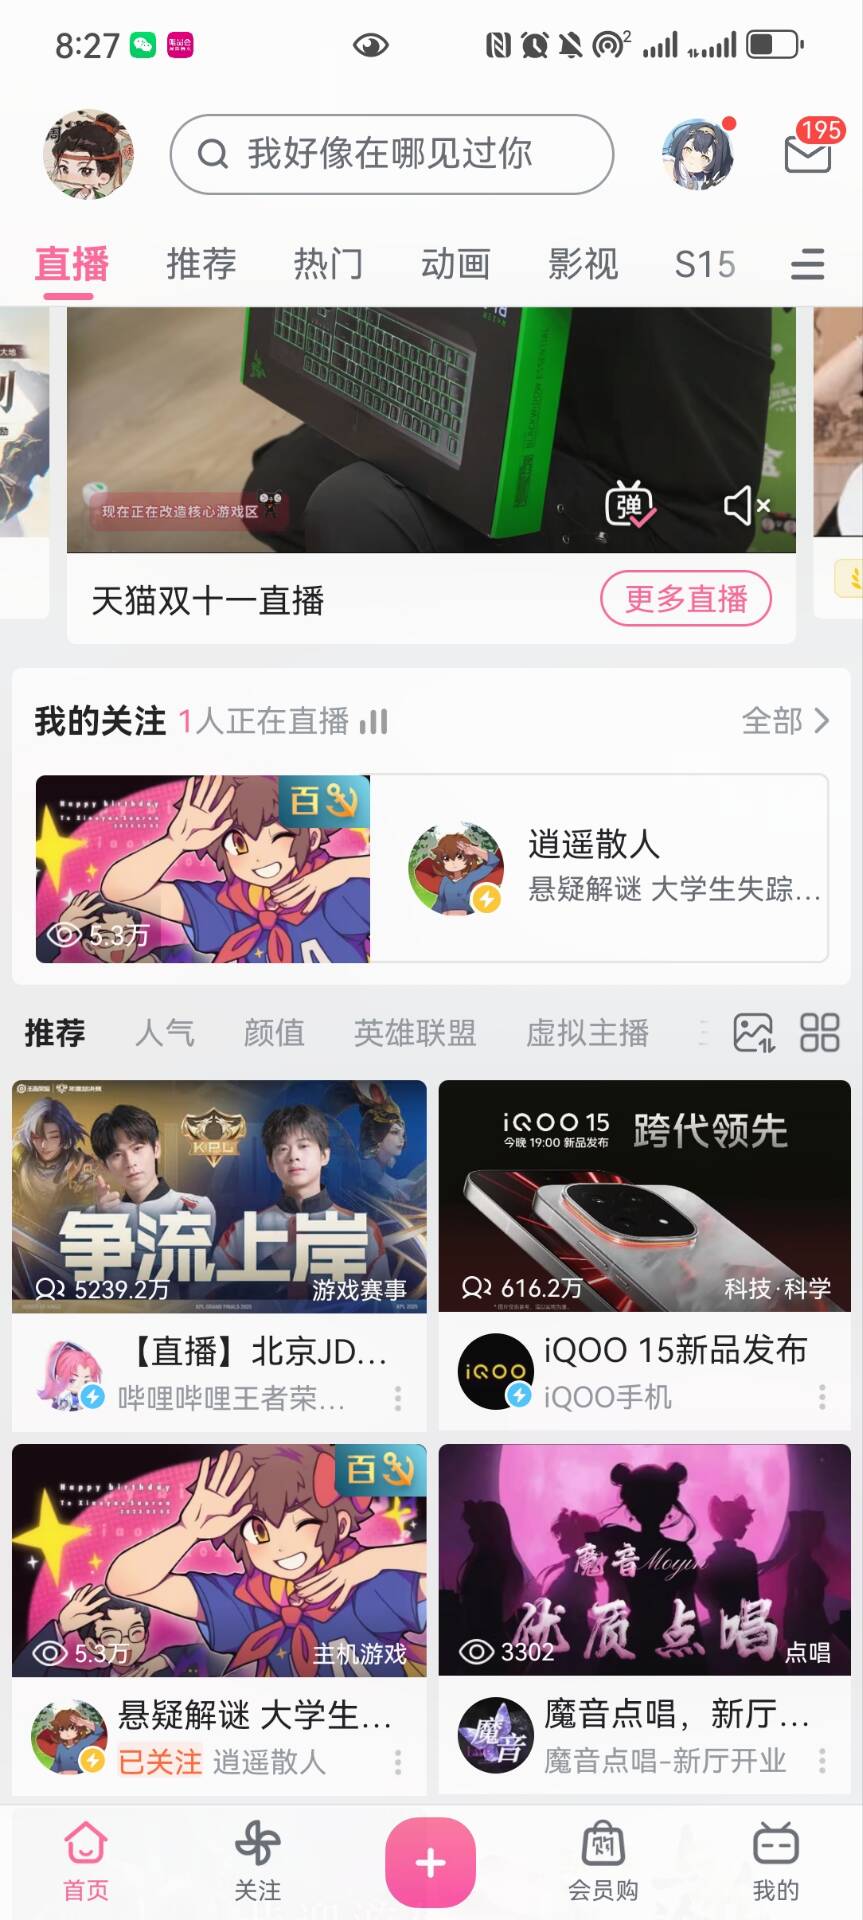 8:27
2
我好像在哪见过你
195
直播 推荐 热门 动画 影视 S15
现在正在改造核心游戏区
弹
天猫双十一直播
更多直播
我的关注 1人正在直播
全部
Happy birthday
百
5.3万
逍遥散人
悬疑解谜 大学生失踪...
推荐 人气 颜值 英雄联盟 虚拟主播
KPL
争流上岸
5239.2万
游戏赛事
【直播】北京JD...
哔哩哔哩王者荣...
iQOO 15
今晚 19:00 新品发布
跨代领先
616.2万
科技·科学
iQOO
iQOO 15新品发布
iQOO手机
Happy birthday
百
5.3万
主机游戏
悬疑解谜 大学生...
已关注 逍遥散人
魔音 Moyin
优质点唱
3302
点唱
魔音
魔音点唱，新厅...
魔音点唱-新厅开业
首页
关注
购
会员购
我的